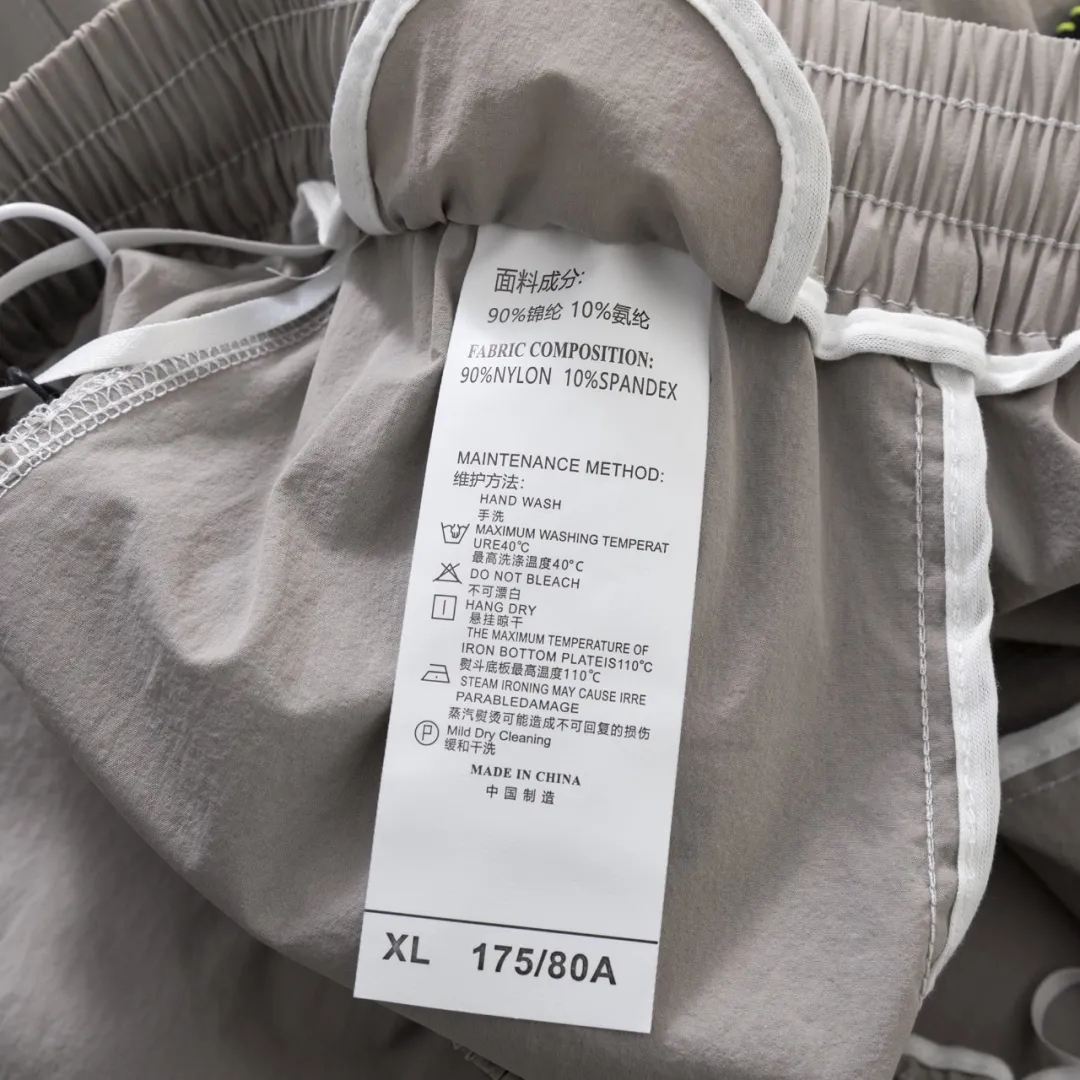 面料成分:
90%锦纶 10%氨纶
FABRIC COMPOSITION:
90%NYLON 10%SPANDEX
MAINTENANCE METHOD:
维护方法:
HAND WASH
手洗
MAXIMUM WASHING TEMPERAT
URE40℃
最高洗涤温度40℃
DO NOT BLEACH
不可漂白
HANG DRY
悬挂晾干
THE MAXIMUM TEMPERATURE OF
IRON BOTTOM PLATEIS110℃
熨斗底板最高温度110℃
STEAM IRONING MAY CAUSE IRRE
PARABLEDAMAGE
蒸汽熨烫可能造成不可回复的损伤
P
Mild Dry Cleaning
缓和干洗
MADE IN CHINA
中国制造
XL 175/80A